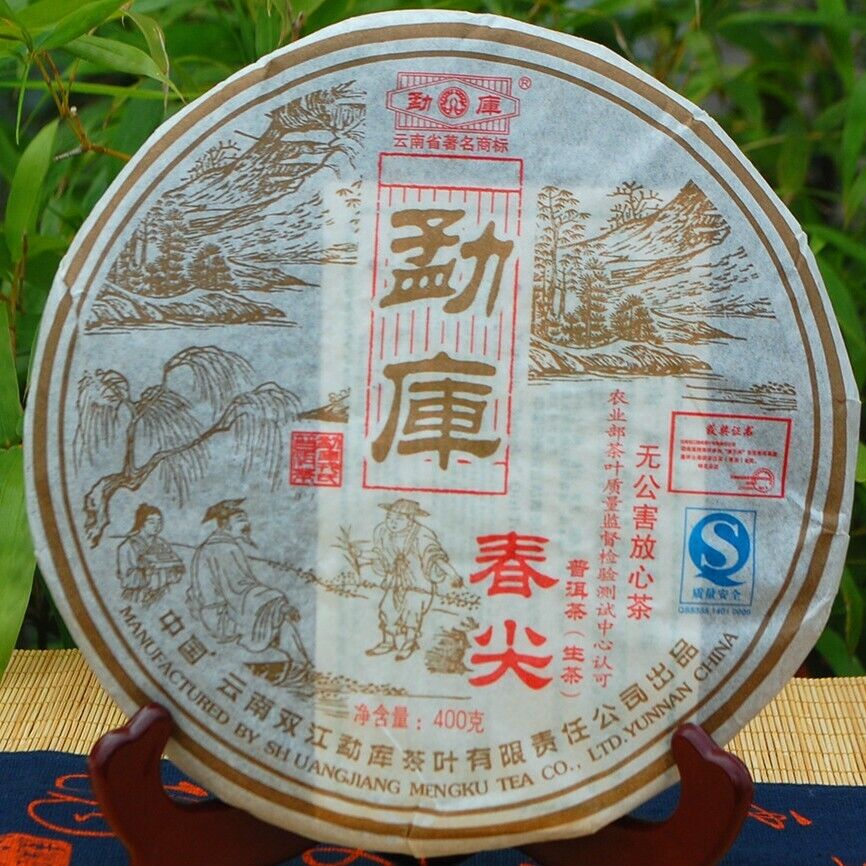 勐 库 ®
云南省著名商标
勐
庫
春
尖
普洱茶（生茶）
无公害放心茶
农业部茶叶质量监督检验测试中心认可
获奖证书
质量安全
净含量：400克
中国 云南双江勐库茶叶有限责任公司出品
MANUFACTURED BY SHUANGJIANG MENGKU TEA CO., LTD.YUNNAN CHINA